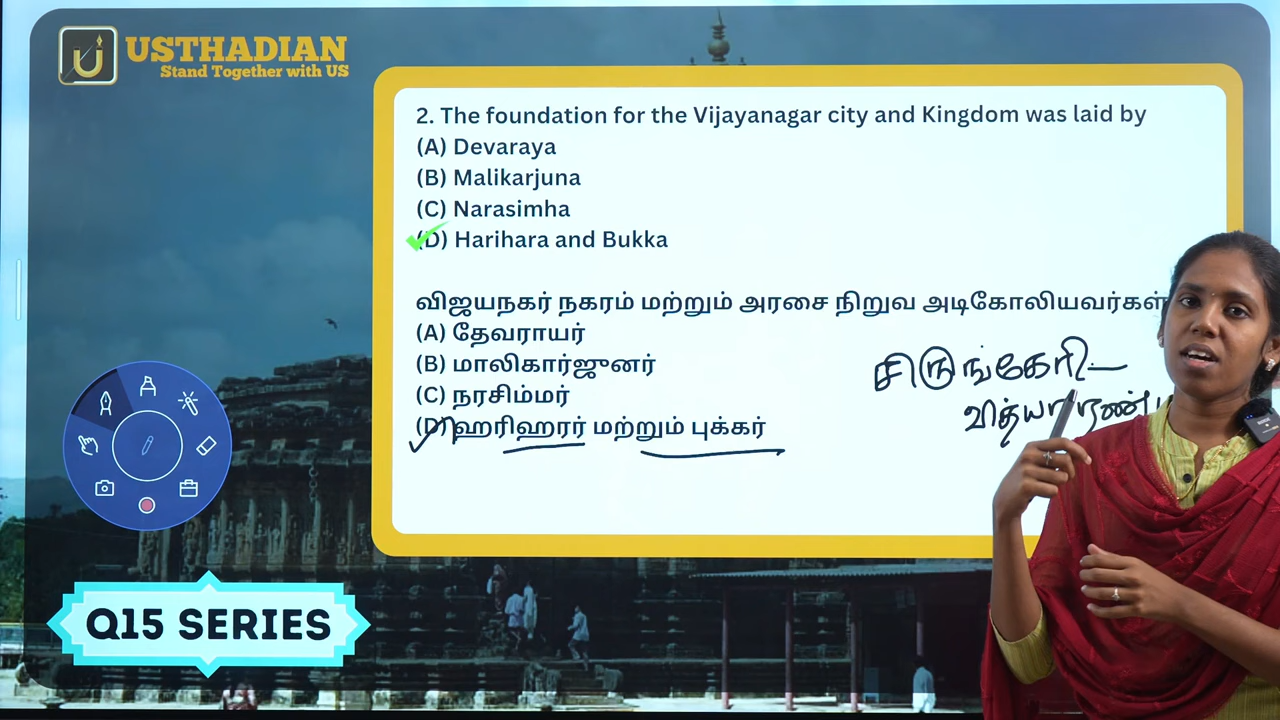 USTHADIAN
Stand Together with US
2. The foundation for the Vijayanagar city and Kingdom was laid by
(A) Devaraya
(B) Malikarjuna
(C) Narasimha
(D) Harihara and Bukka
விஜயநகர் நகரம் மற்றும் அரசை நிறுவ அடிகோலியவர்கள்
(A) தேவராயர்
(B) மாலிகார்ஜுனர்
(C) நரசிம்மர்
(D) ஹரிஹரர் மற்றும் புக்கர்
சிருங்கேரி -
Q15 SERIES